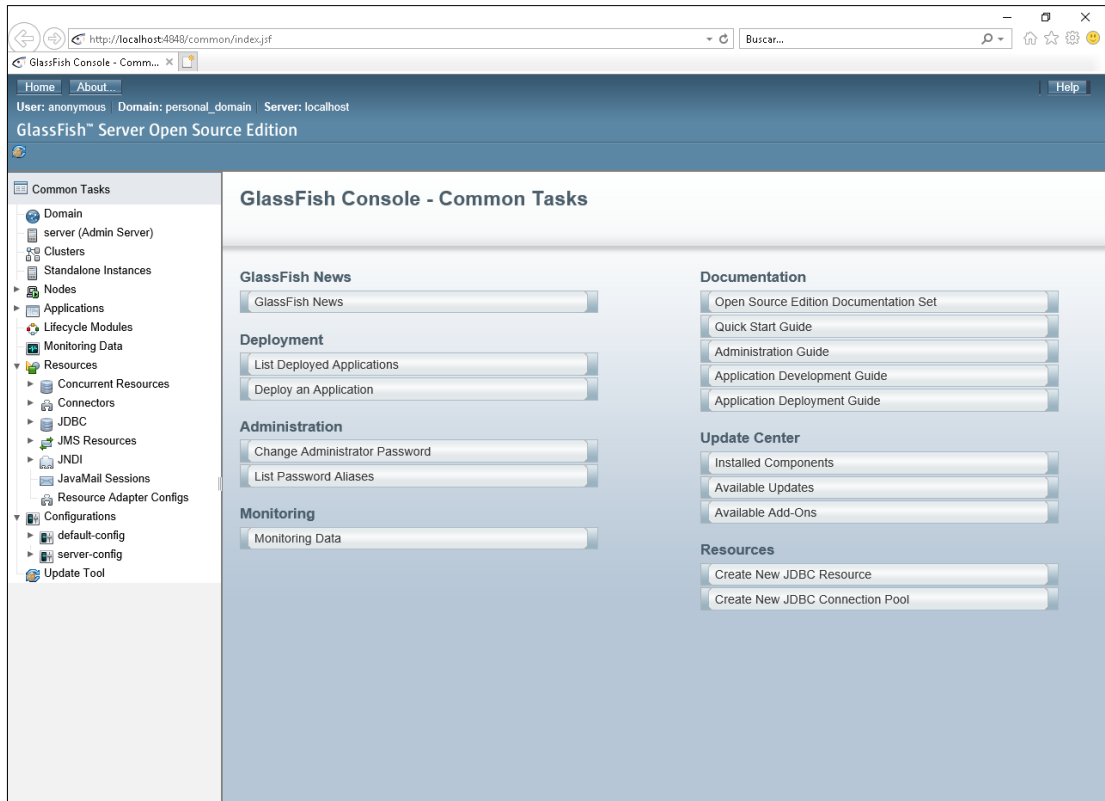 http://localhost:4848/common/index.jsf
Buscar...
GlassFish Console - Comm...
Home
About...
Help
User: anonymous
Domain: personal_domain
Server: localhost
GlassFish™ Server Open Source Edition
Common Tasks
Domain
server (Admin Server)
Clusters
Standalone Instances
Nodes
Applications
Lifecycle Modules
Monitoring Data
Resources
Concurrent Resources
Connectors
JDBC
JMS Resources
JNDI
JavaMail Sessions
Resource Adapter Configs
Configurations
default-config
server-config
Update Tool
GlassFish Console - Common Tasks
GlassFish News
GlassFish News
Deployment
List Deployed Applications
Deploy an Application
Administration
Change Administrator Password
List Password Aliases
Monitoring
Monitoring Data
Documentation
Open Source Edition Documentation Set
Quick Start Guide
Administration Guide
Application Development Guide
Application Deployment Guide
Update Center
Installed Components
Available Updates
Available Add-Ons
Resources
Create New JDBC Resource
Create New JDBC Connection Pool